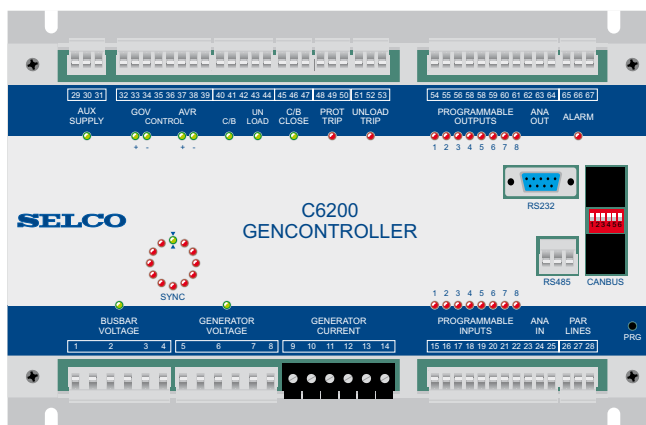 29 30 31 32 33 34 35 36 37 38 39 40 41 42 43 44 45 46 47 48 49 50 51 52 53 54 55 56 57 58 59 60 61 62 63 64 65 66 67
AUX SUPPLY
GOV AVR
CONTROL
C/B
UN LOAD
C/B CLOSE
PROT TRIP
UNLOAD TRIP
PROGRAMMABLE OUTPUTS
ANA OUT
ALARM
+ - + -
1 2 3 4 5 6 7 8
RS232
SELCO
C6200
GENCONTROLLER
1 2 3 4 5 6
SYNC
RS485
CANBUS
1 2 3 4 5 6 7 8
BUSBAR VOLTAGE
GENERATOR VOLTAGE
GENERATOR CURRENT
PROGRAMMABLE INPUTS
ANA IN
PAR LINES
PRG
1 2 3 4 5 6 7 8 9 10 11 12 13 14 15 16 17 18 19 20 21 22 23 24 25 26 27 28